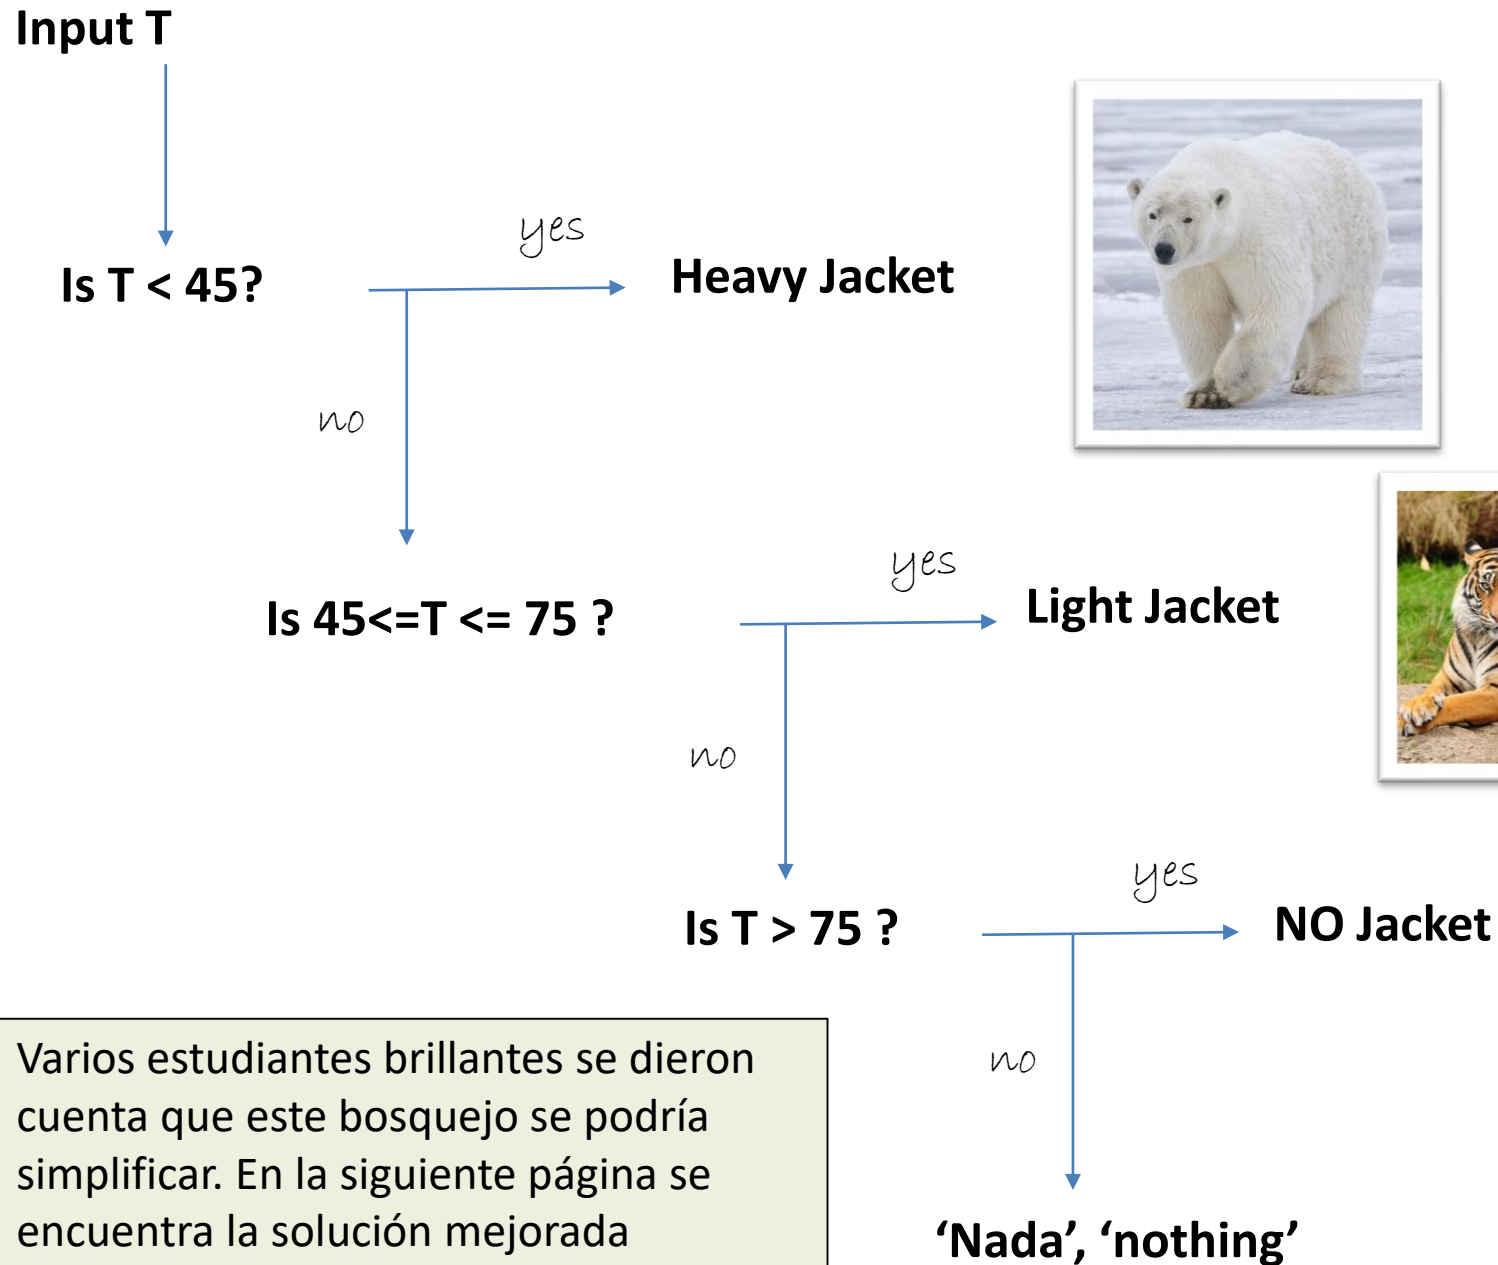 Input T
Is T < 45?
yes
Heavy Jacket
no
Is 45<=T <= 75 ?
yes
Light Jacket
no
Is T > 75 ?
yes
NO Jacket
no
‘Nada’, ‘nothing’
Varios estudiantes brillantes se dieron
cuenta que este bosquejo se podría
simplificar. En la siguiente página se
encuentra la solución mejorada